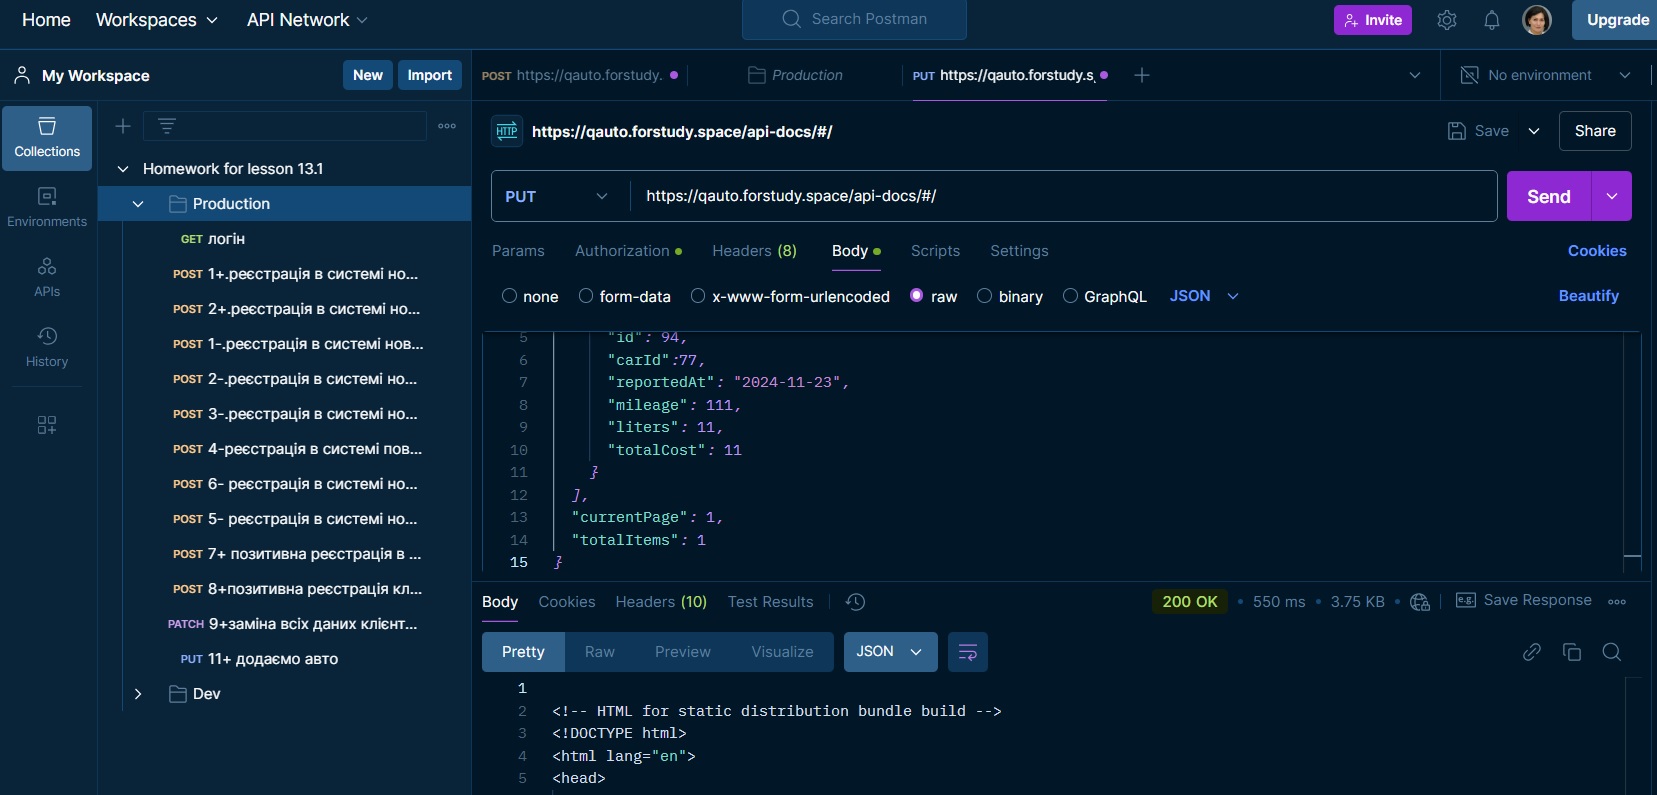 Home Workspaces API Network Search Postman Invite Upgrade
My Workspace New Import
POST https://qauto.forstudy. Production PUT https://qauto.forstudy.s No environment
Collections
Environments
APIs
History
Homework for lesson 13.1
Production
GET логін
POST 1+.реєстрація в системі но...
POST 2+.реєстрація в системі но...
POST 1-.реєстрація в системі нов...
POST 2-.реєстрація в системі но...
POST 3-.реєстрація в системі но...
POST 4-реєстрація в системі пов...
POST 6- реєстрація в системі но...
POST 5- реєстрація в системі но...
POST 7+ позитивна реєстрація в ...
POST 8+позитивна реєстрація кл...
PATCH 9+заміна всіх даних клієнт...
PUT 11+ додаємо авто
Dev
HTTP https://qauto.forstudy.space/api-docs/#/ Save Share
PUT https://qauto.forstudy.space/api-docs/#/ Send
Params Authorization Headers (8) Body Scripts Settings Cookies
none form-data x-www-form-urlencoded raw binary GraphQL JSON Beautify
5 "id": 94,
6 "carId":77,
7 "reportedAt": "2024-11-23",
8 "mileage": 111,
9 "liters": 11,
10 "totalCost": 11
11 }
12 ],
13 "currentPage": 1,
14 "totalItems": 1
15 }
Body Cookies Headers (10) Test Results 200 OK • 550 ms • 3.75 KB • e.g. Save Response
Pretty Raw Preview Visualize JSON
1
2 <!-- HTML for static distribution bundle build -->
3 <!DOCTYPE html>
4 <html lang="en">
5 <head>